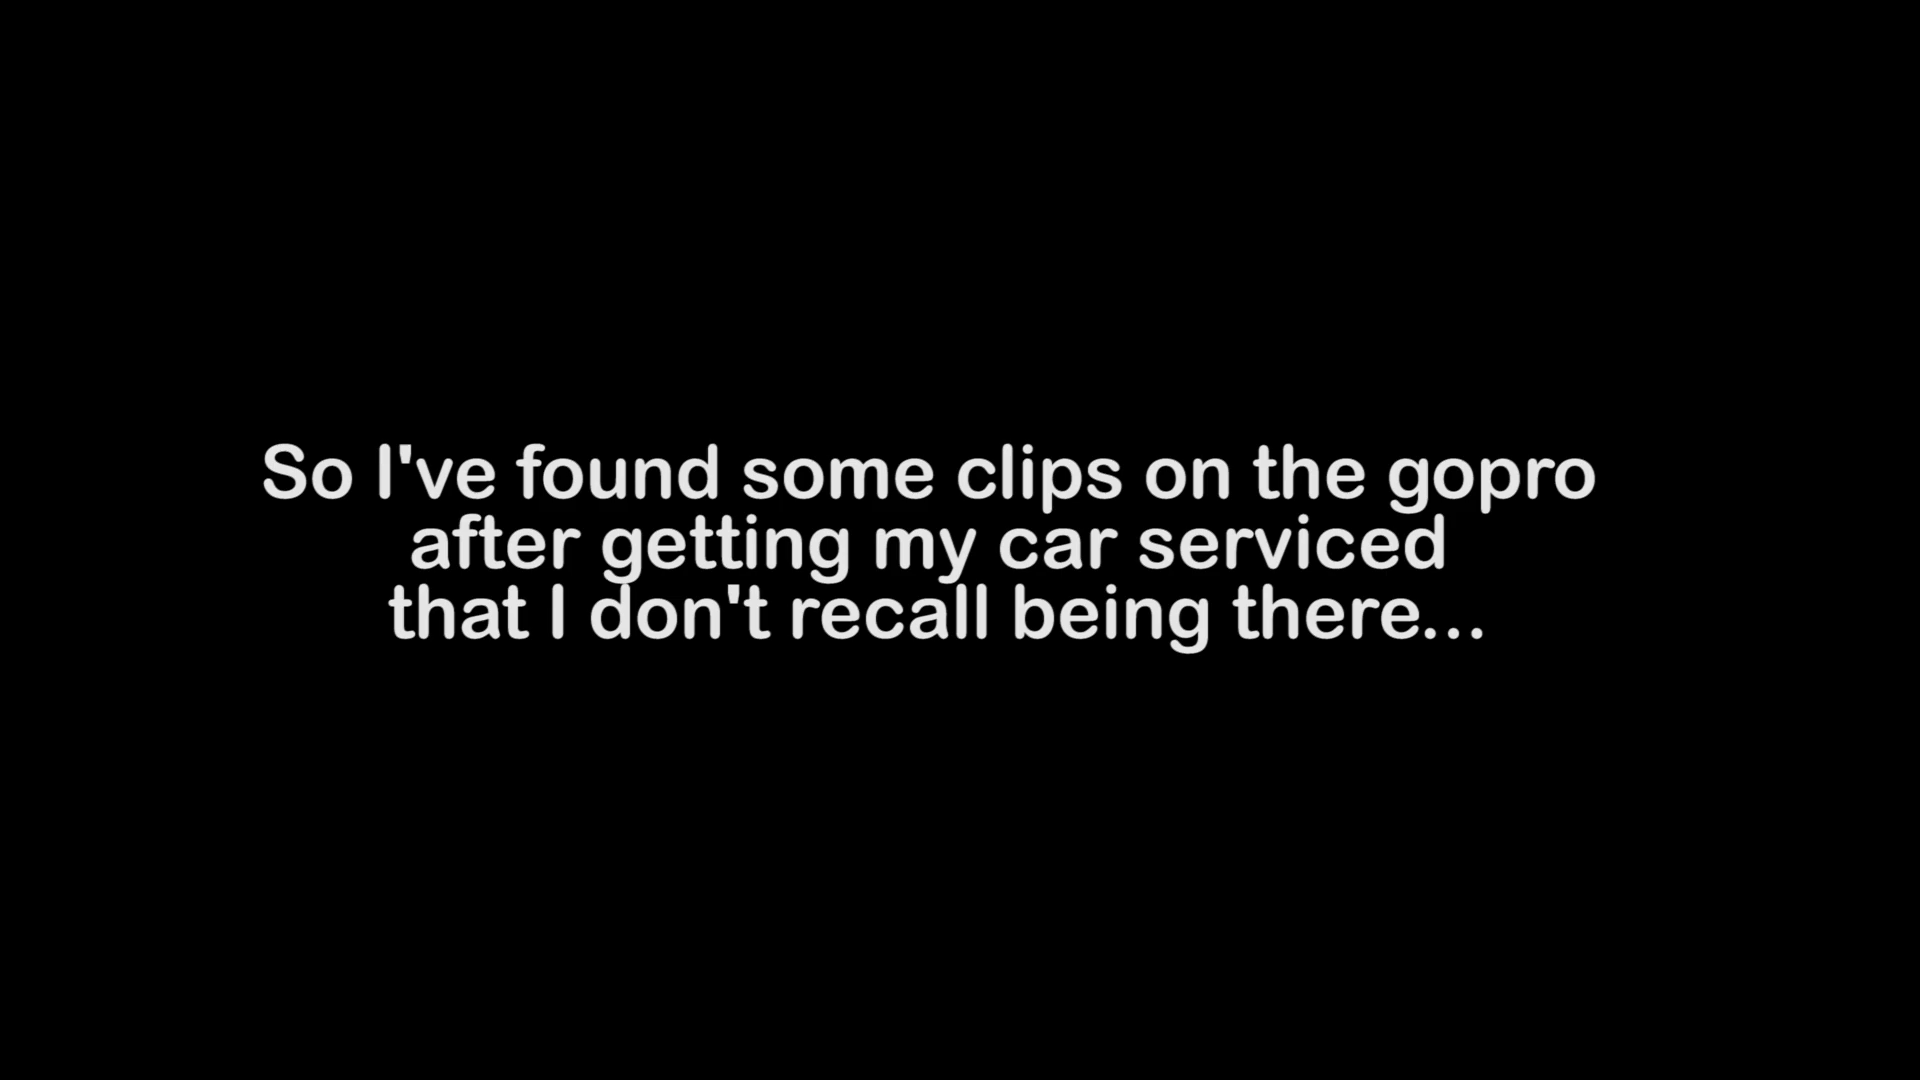 So I've found some clips on the gopro
after getting my car serviced
that I don't recall being there...